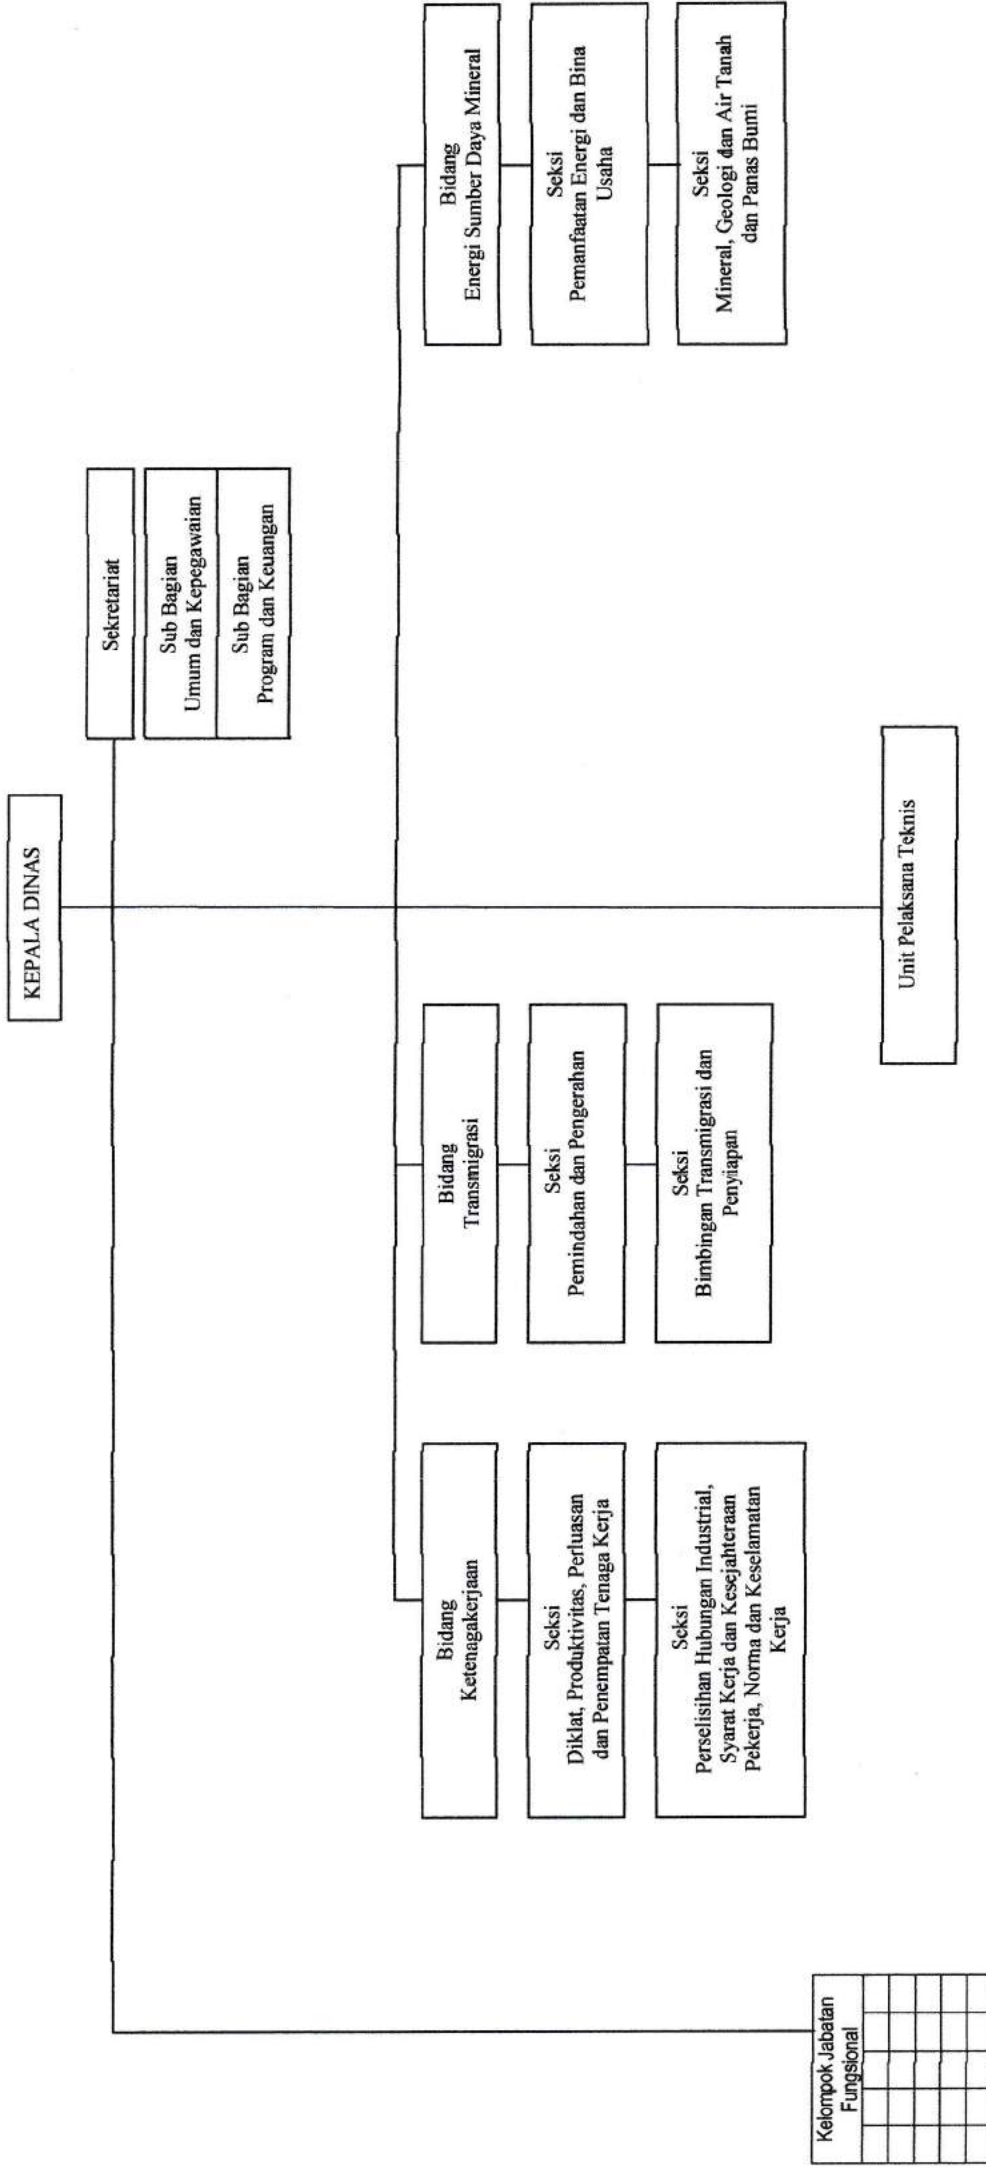 KEPALA DINAS
Sekretariat
Sub Bagian
Umum dan Kepegawaian
Sub Bagian
Program dan Keuangan
Bidang
Ketenagakerjaan
Seksi
Diklat, Produktivitas, Perluasan
dan Penempatan Tenaga Kerja
Seksi
Perselisihan Hubungan Industrial,
Syarat Kerja dan Kesejahteraan
Pekerja, Norma dan Keselamatan
Kerja
Bidang
Transmigrasi
Seksi
Pemindahan dan Pengerahan
Seksi
Bimbingan Transmigrasi dan
Penyiapan
Bidang
Energi Sumber Daya Mineral
Seksi
Pemanfaatan Energi dan Bina
Usaha
Seksi
Mineral, Geologi dan Air Tanah
dan Panas Bumi
Kelompok Jabatan
Fungsional
Unit Pelaksana Teknis